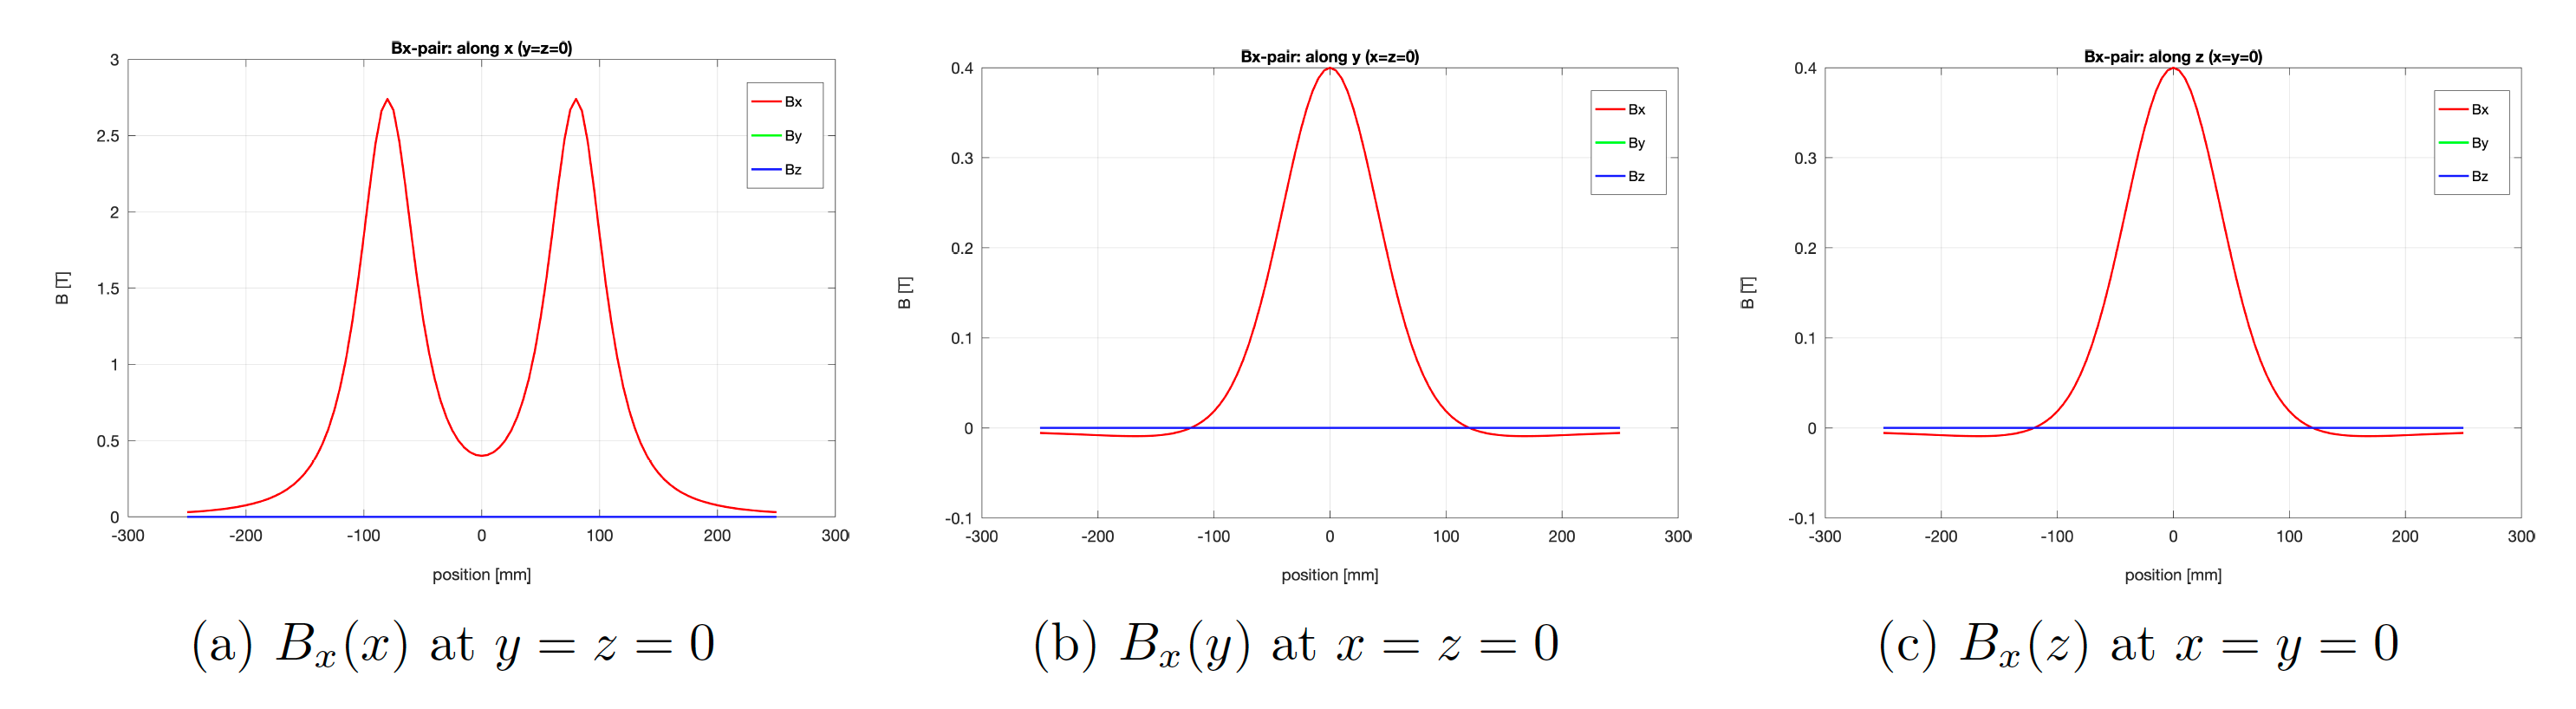 Bx-pair: along x (y=z=0)
3
2.5
2
1.5
1
0.5
0
B [T]
-300 -200 -100 0 100 200 300
position [mm]
Bx
By
Bz
(a) Bₓ(x) at y = z = 0
Bx-pair: along y (x=z=0)
0.4
0.3
0.2
0.1
0
-0.1
B [T]
-300 -200 -100 0 100 200 300
position [mm]
Bx
By
Bz
(b) Bₓ(y) at x = z = 0
Bx-pair: along z (x=y=0)
0.4
0.3
0.2
0.1
0
-0.1
B [T]
-300 -200 -100 0 100 200 300
position [mm]
Bx
By
Bz
(c) Bₓ(z) at x = y = 0